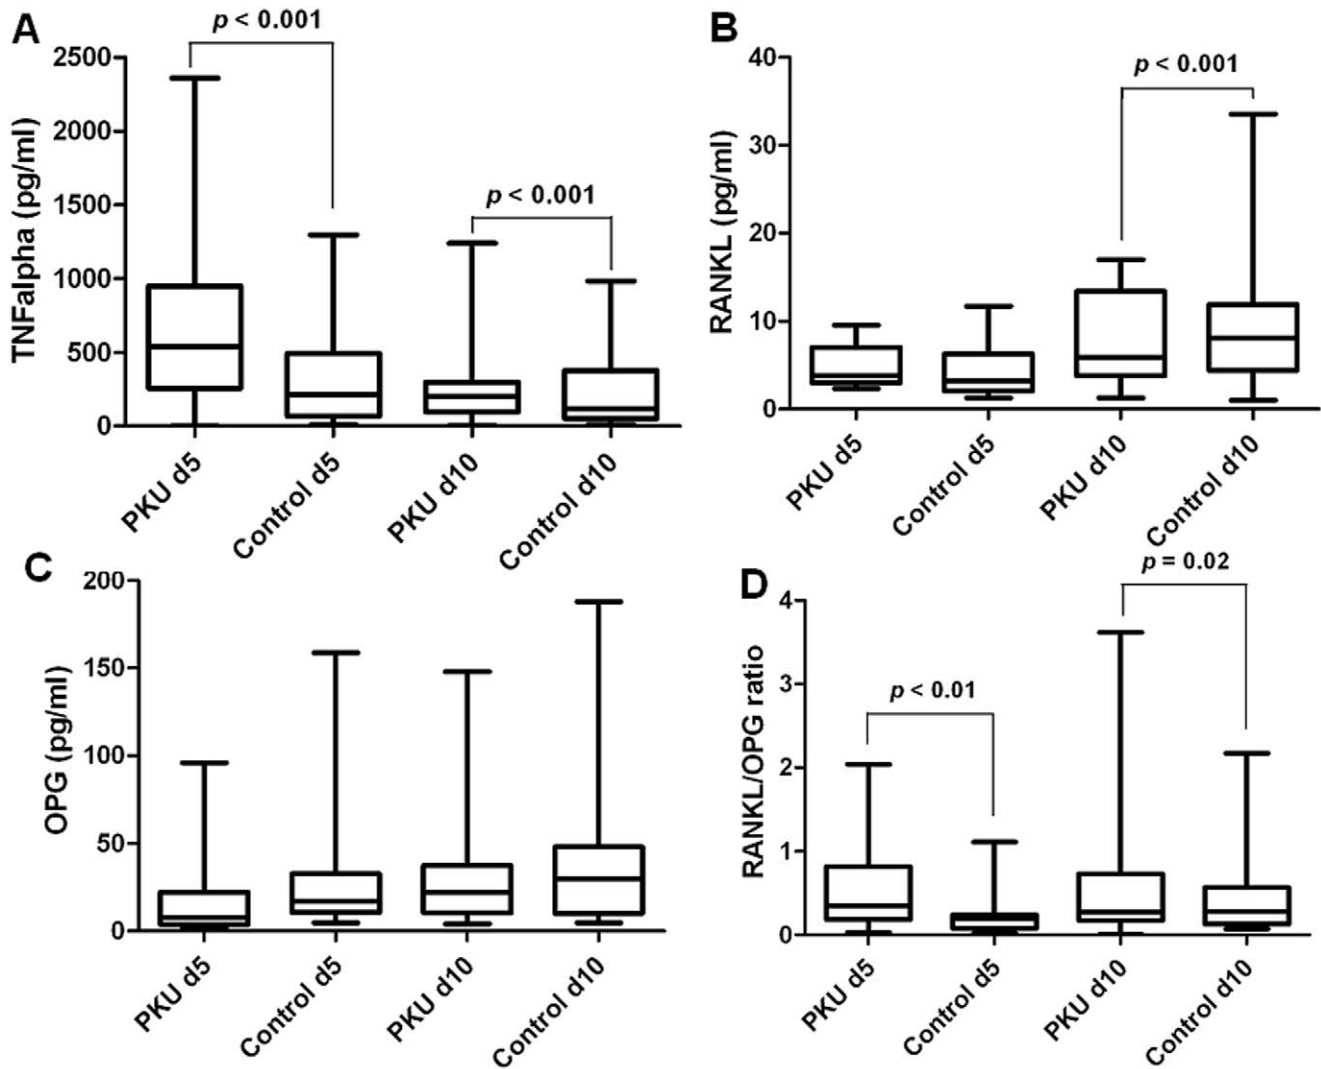 A
p < 0.001
2500
2000
1500
1000
500
0
TNFalpha (pg/ml)
p < 0.001
PKU d5
Control d5
PKU d10
Control d10
B
p < 0.001
40
30
20
10
0
RANKL (pg/ml)
PKU d5
Control d5
PKU d10
Control d10
C
200
150
100
50
0
OPG (pg/ml)
PKU d5
Control d5
PKU d10
Control d10
D
p = 0.02
4
3
2
1
0
RANKL/OPG ratio
p < 0.01
PKU d5
Control d5
PKU d10
Control d10